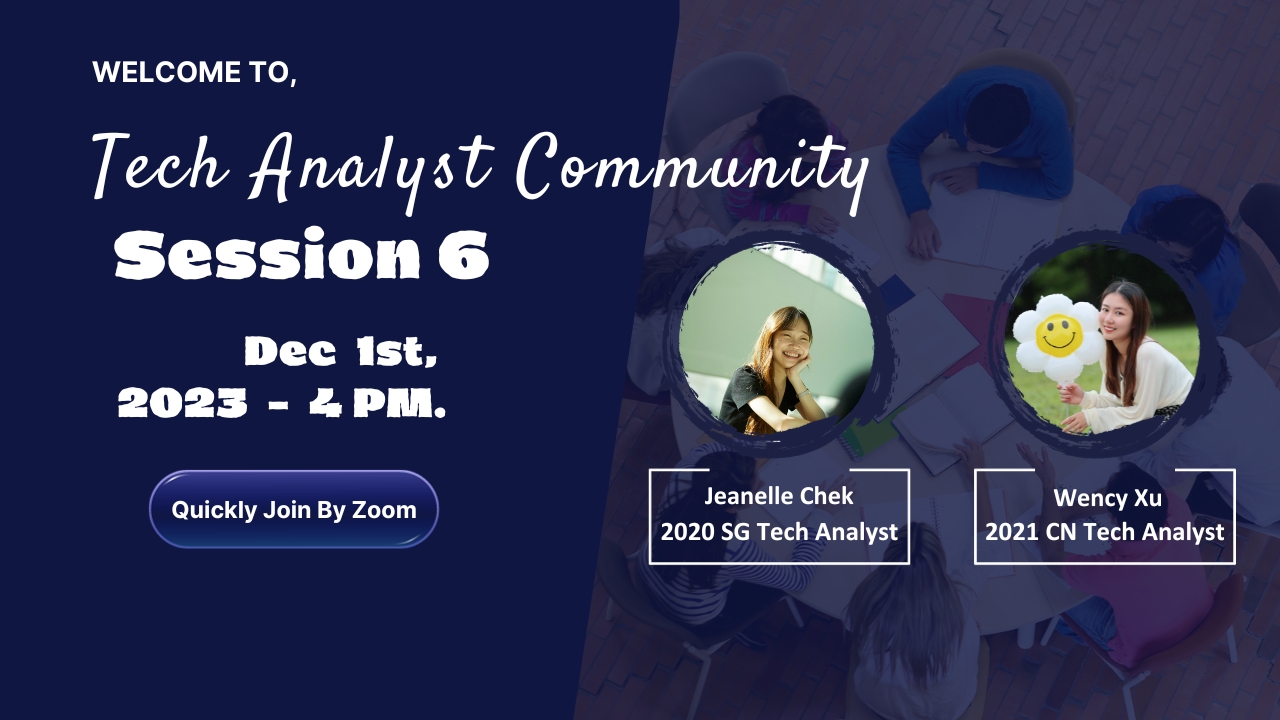 WELCOME TO,
Tech Analyst Community
Session 6
Dec 1st,
2023 - 4 PM.
Quickly Join By Zoom
Jeanelle Chek
2020 SG Tech Analyst
Wency Xu
2021 CN Tech Analyst